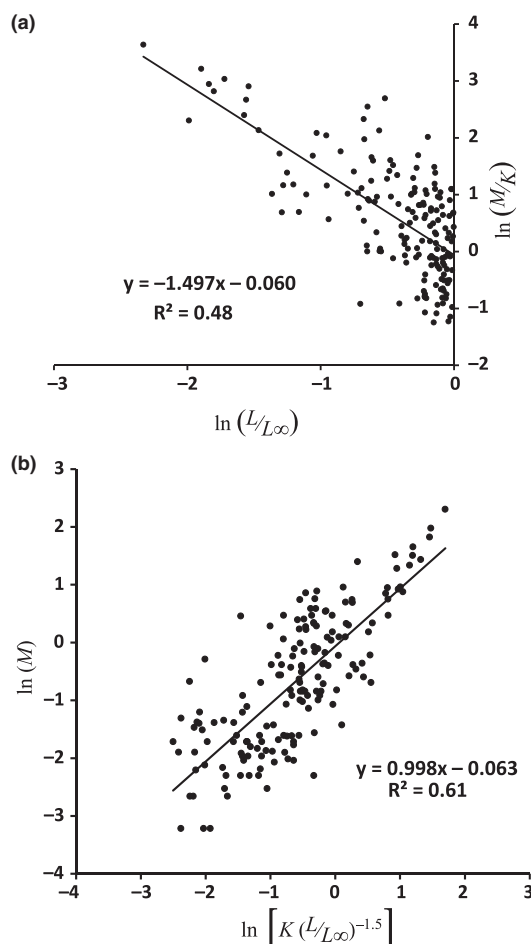 (a)
4
3
2
1
0
−1
−2
ln (M/K)
y = −1.497x − 0.060
R² = 0.48
−3
−2
−1
0
ln (L/L∞)
(b)
3
2
1
0
−1
−2
−3
−4
ln (M)
y = 0.998x − 0.063
R² = 0.61
−4
−3
−2
−1
0
1
2
3
ln [K (L/L∞)⁻¹·⁵]